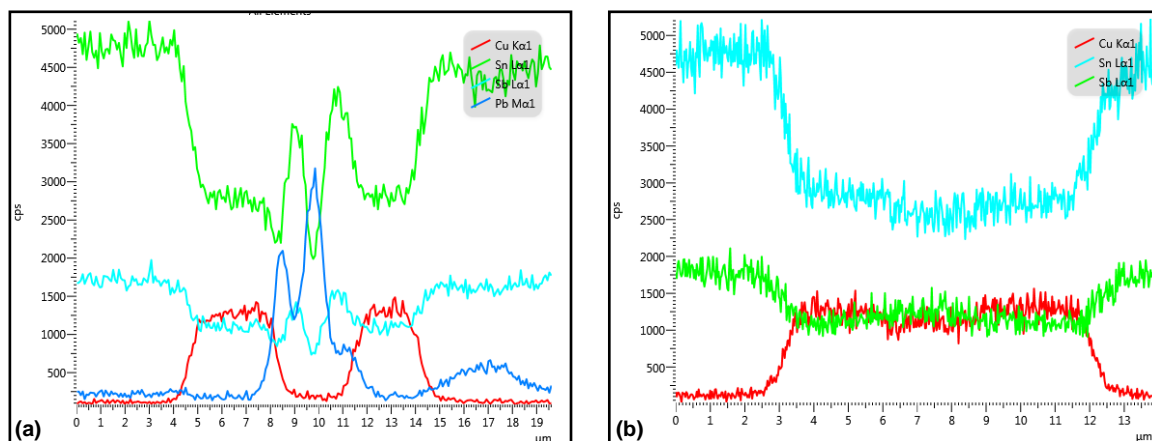 All Elements
Cu Kα1
Sn Lα1
Sb Lα1
Pb Mα1
5000
4500
4000
3500
3000
2500
2000
1500
1000
500
cps
0 1 2 3 4 5 6 7 8 9 10 11 12 13 14 15 16 17 18 19
µm
(a)
Cu Kα1
Sn Lα1
Sb Lα1
5000
4500
4000
3500
3000
2500
2000
1500
1000
500
cps
0 1 2 3 4 5 6 7 8 9 10 11 12 13
µm
(b)